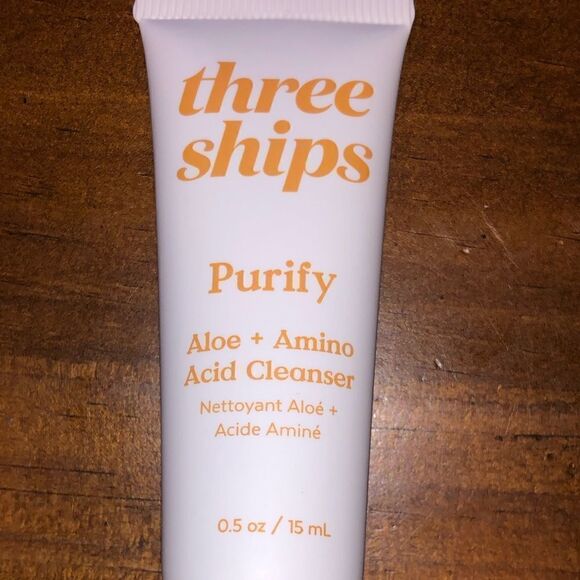 three
ships
Purify
Aloe + Amino
Acid Cleanser
Nettoyant Aloé +
Acide Aminé
0.5 oz / 15 mL